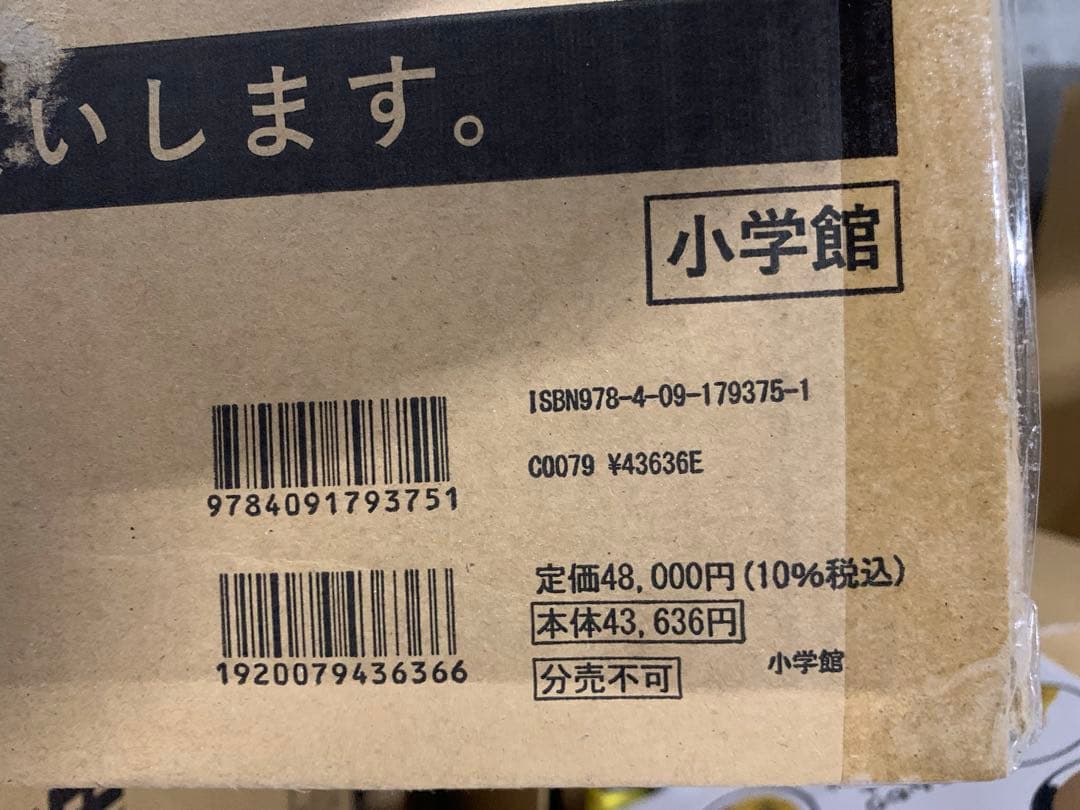 いします。
小学館
ISBN978-4-09-179375-1
C0079 ¥43636E
9784091793751
定価48,000円(10%税込)
本体43,636円
1920079436366
分売不可
小学館